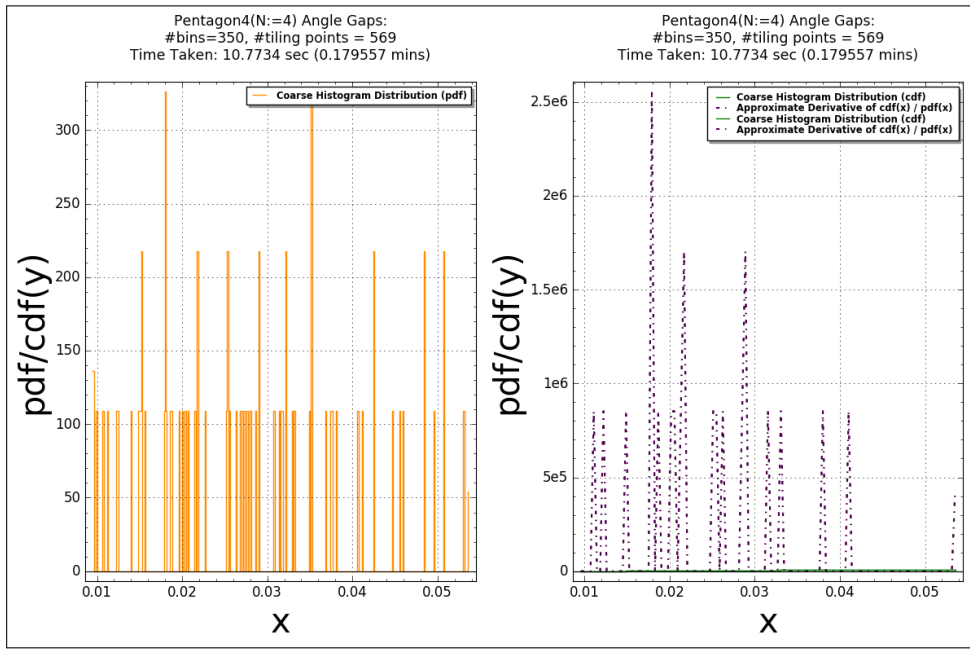 Pentagon4(N:=4) Angle Gaps:
#bins=350, #tiling points = 569
Time Taken: 10.7734 sec (0.179557 mins)
Coarse Histogram Distribution (pdf)
300
250
200
150
100
50
0
pdf/cdf(y)
0.01
0.02
0.03
0.04
0.05
x
Pentagon4(N:=4) Angle Gaps:
#bins=350, #tiling points = 569
Time Taken: 10.7734 sec (0.179557 mins)
Coarse Histogram Distribution (cdf)
Approximate Derivative of cdf(x) / pdf(x)
Coarse Histogram Distribution (cdf)
Approximate Derivative of cdf(x) / pdf(x)
2.5e6
2e6
1.5e6
1e6
5e5
0
pdf/cdf(y)
0.01
0.02
0.03
0.04
0.05
x